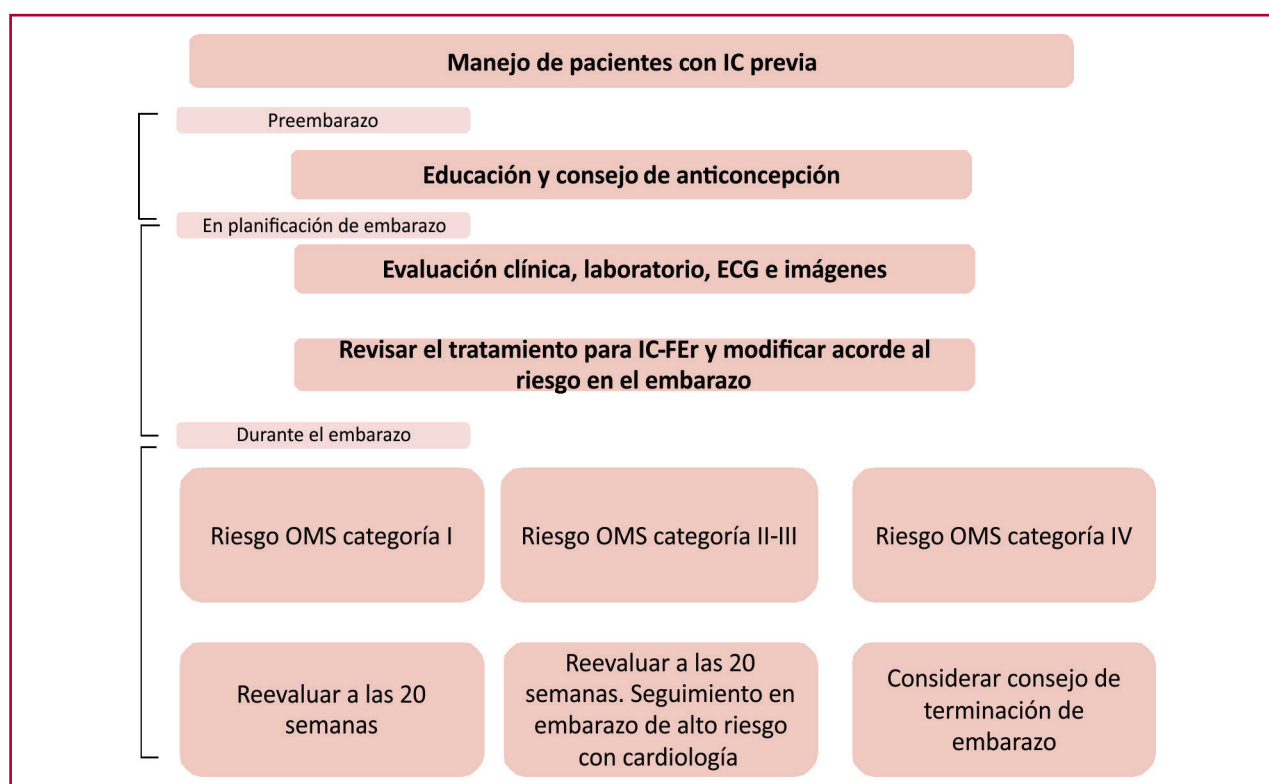 Manejo de pacientes con IC previa
Preembarazo
Educación y consejo de anticoncepción
En planificación de embarazo
Evaluación clínica, laboratorio, ECG e imágenes
Revisar el tratamiento para IC-FEr y modificar acorde al
riesgo en el embarazo
Durante el embarazo
Riesgo OMS categoría I
Riesgo OMS categoría II-III
Riesgo OMS categoría IV
Reevaluar a las 20
semanas
Reevaluar a las 20
semanas. Seguimiento en
embarazo de alto riesgo
con cardiología
Considerar consejo de
terminación de
embarazo